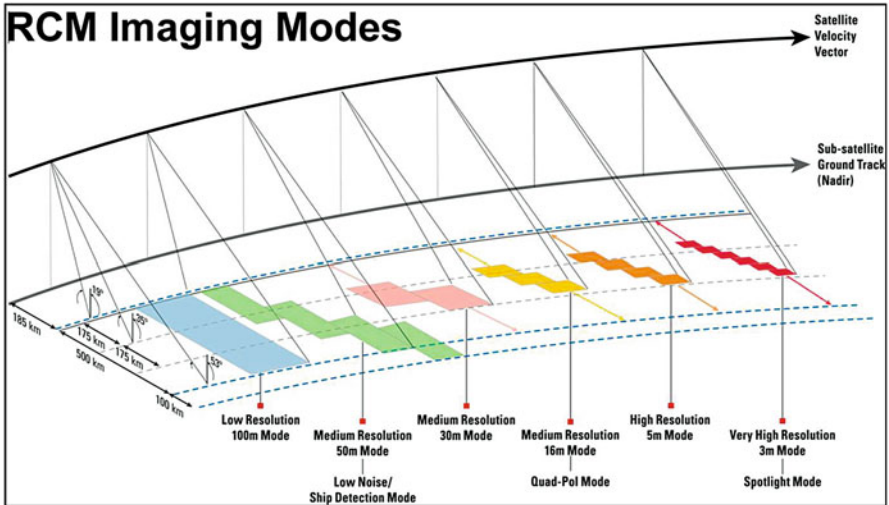 RCM Imaging Modes
Satellite
Velocity
Vector
Sub-satellite
Ground Track
(Nadir)
19°
35°
53°
185 km
175 km
175 km
500 km
100 km
Low Resolution
100m Mode
Medium Resolution
50m Mode
Low Noise/
Ship Detection Mode
Medium Resolution
30m Mode
Medium Resolution
16m Mode
Quad-Pol Mode
High Resolution
5m Mode
Very High Resolution
3m Mode
Spotlight Mode